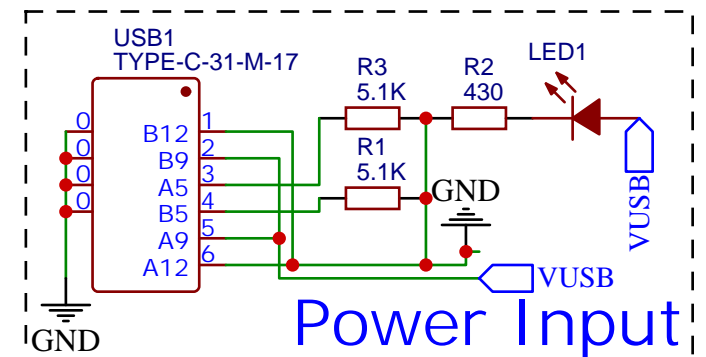 USB1
TYPE-C-31-M-17
LED1
R3
5.1K
R2
430
R1
5.1K
0
0
0
0
B12
B9
A5
B5
A9
A12
1
2
3
4
5
6
GND
VUSB
VUSB
GND
Power Input